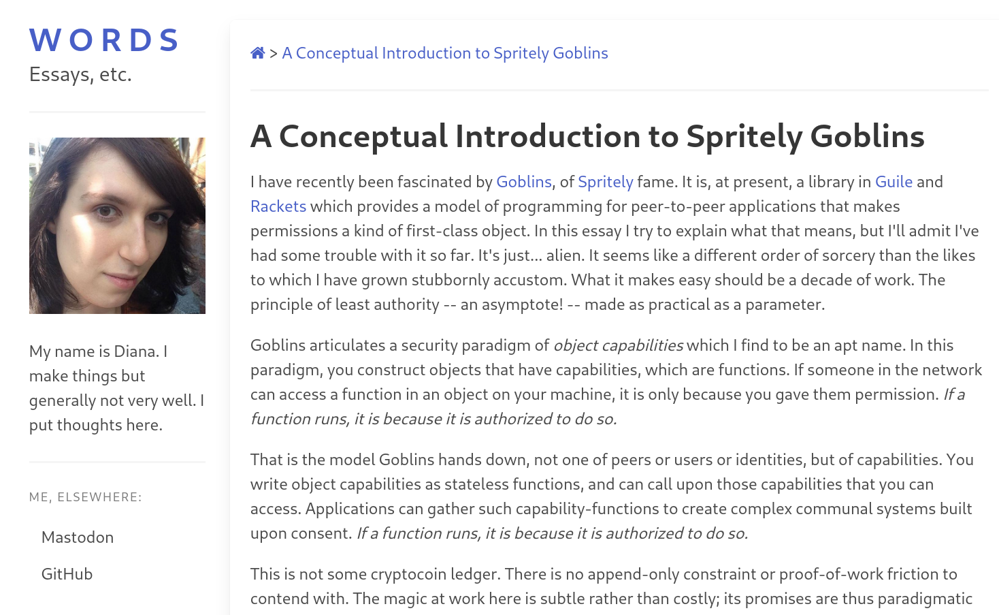 WORDS
Essays, etc.
My name is Diana. I
make things but
generally not very well. I
put thoughts here.
ME, ELSEWHERE:
Mastodon
GitHub
> A Conceptual Introduction to Spritely Goblins
A Conceptual Introduction to Spritely Goblins
I have recently been fascinated by Goblins, of Spritely fame. It is, at present, a library in Guile and
Rackets which provides a model of programming for peer-to-peer applications that makes
permissions a kind of first-class object. In this essay I try to explain what that means, but I'll admit I've
had some trouble with it so far. It's just... alien. It seems like a different order of sorcery than the likes
to which I have grown stubbornly accustom. What it makes easy should be a decade of work. The
principle of least authority -- an asymptote! -- made as practical as a parameter.
Goblins articulates a security paradigm of object capabilities which I find to be an apt name. In this
paradigm, you construct objects that have capabilities, which are functions. If someone in the network
can access a function in an object on your machine, it is only because you gave them permission. If a
function runs, it is because it is authorized to do so.
That is the model Goblins hands down, not one of peers or users or identities, but of capabilities. You
write object capabilities as stateless functions, and can call upon those capabilities that you can
access. Applications can gather such capability-functions to create complex communal systems built
upon consent. If a function runs, it is because it is authorized to do so.
This is not some cryptocoin ledger. There is no append-only constraint or proof-of-work friction to
contend with. The magic at work here is subtle rather than costly; its promises are thus paradigmatic